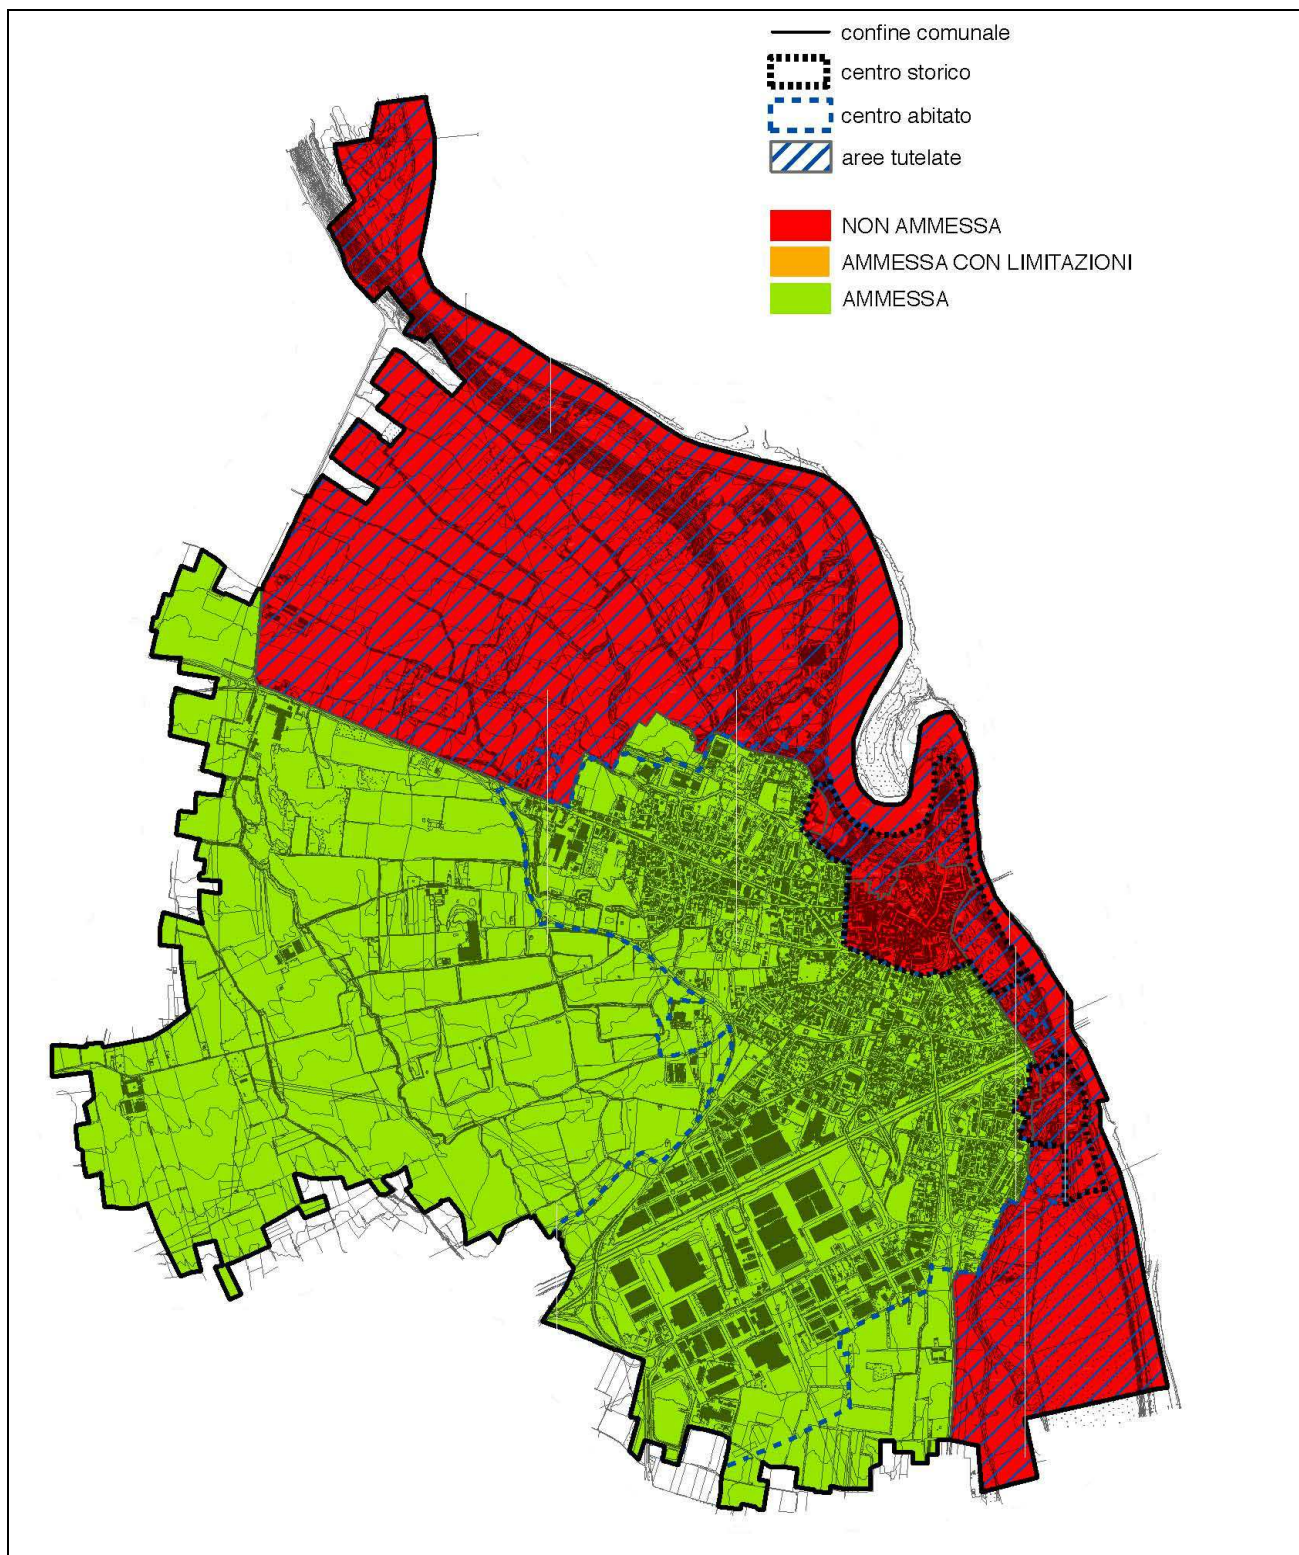 confine comunale
centro storico
centro abitato
aree tutelate
NON AMMESSA
AMMESSA CON LIMITAZIONI
AMMESSA